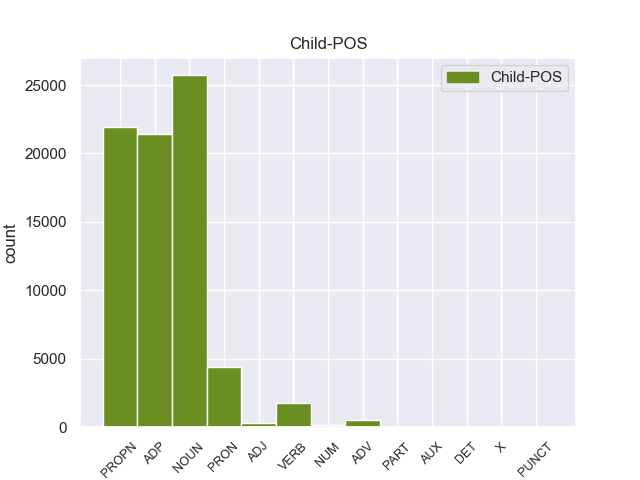 Child-POS
Child-POS
count
25000
20000
15000
10000
5000
0
PROPN ADP NOUN PRON ADJ VERB NUM ADV PART AUX DET X PUNCT